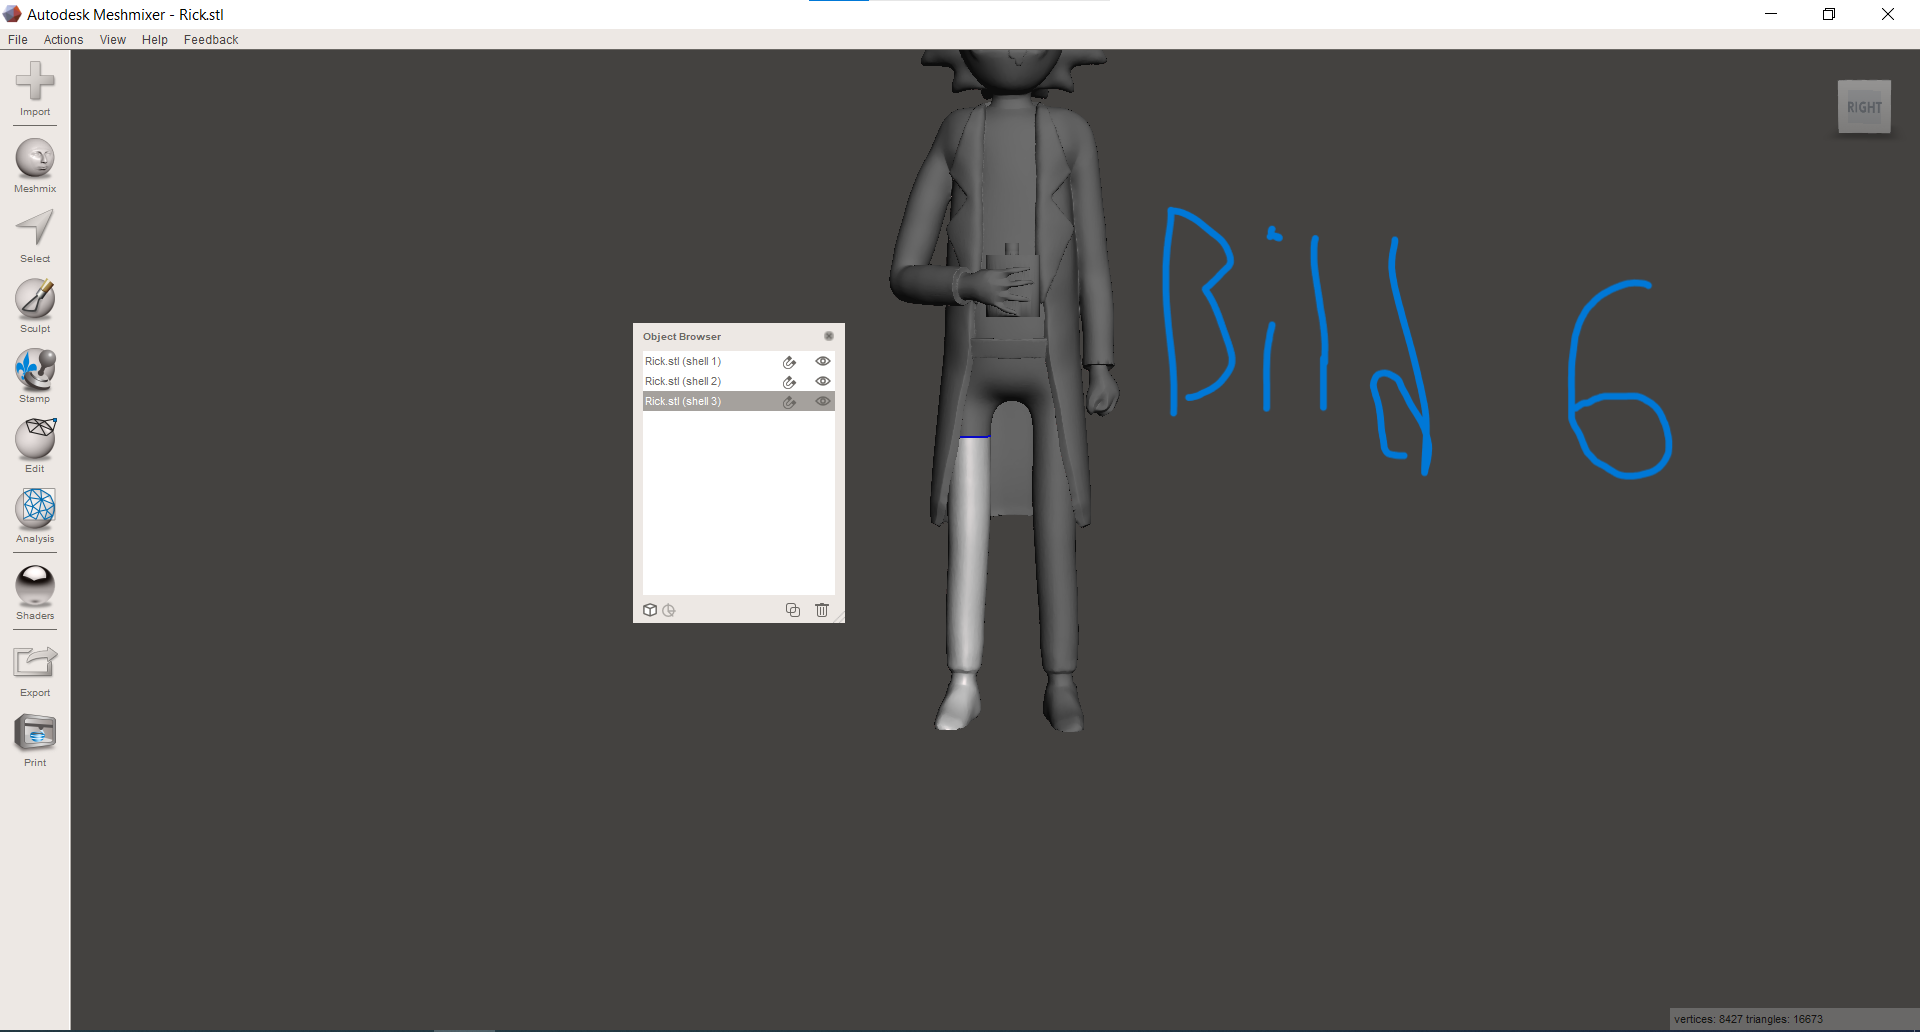 Autodesk Meshmixer - Rick.stl
File Actions View Help Feedback
Import
Meshmix
Select
Sculpt
Stamp
Edit
Analysis
Shaders
Export
Print
Object Browser
Rick.stl (shell 1)
Rick.stl (shell 2)
Rick.stl (shell 3)
RIGHT
Bild 6
vertices: 8427 triangles: 16673